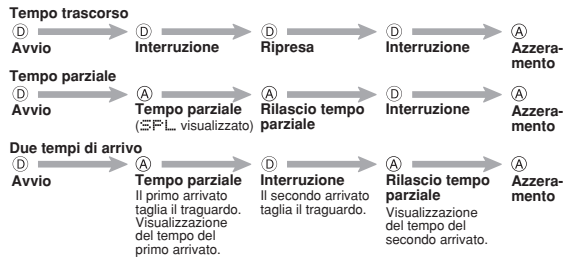 Tempo trascorso
D D D D A
Avvio Interruzione Ripresa Interruzione Azzera-
mento
Tempo parziale
D A A D A
Avvio Tempo parziale Rilascio tempo Interruzione Azzera-
(SPL visualizzato) parziale mento
Due tempi di arrivo
D A D A A
Avvio Tempo parziale Interruzione Rilascio tempo Azzera-
Il primo arrivato Il secondo arrivato parziale mento
taglia il traguardo. taglia il traguardo. Visualizzazione
Visualizzazione del tempo del
del tempo del secondo arrivato.
primo arrivato.